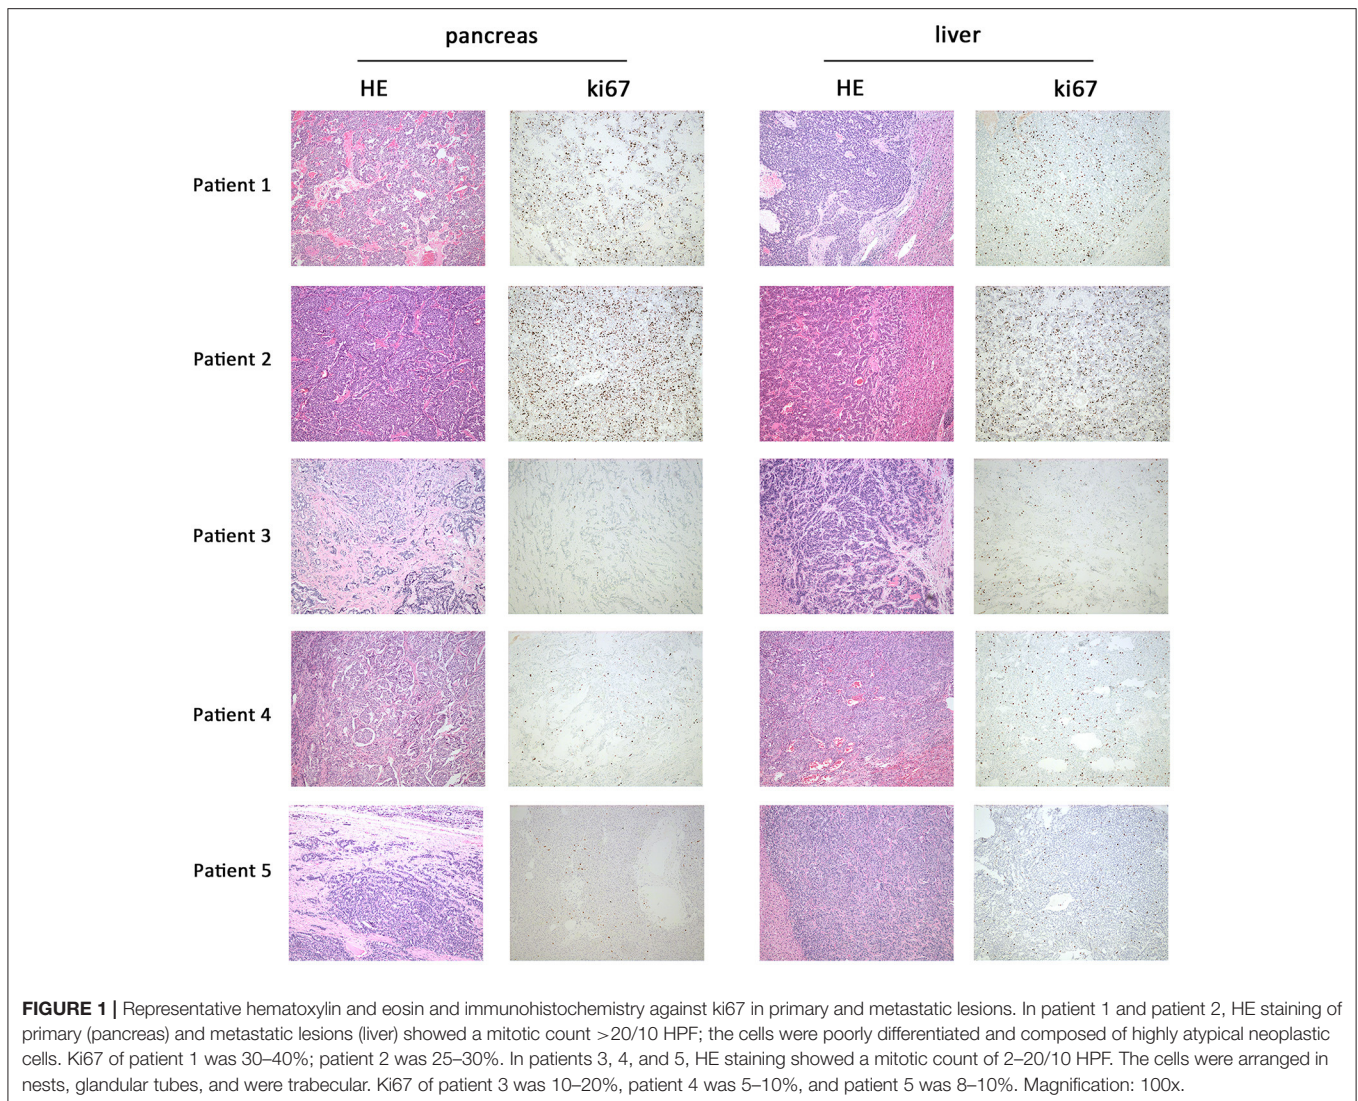 pancreas liver
HE ki67 HE ki67
Patient 1
Patient 2
Patient 3
Patient 4
Patient 5
FIGURE 1 | Representative hematoxylin and eosin and immunohistochemistry against ki67 in primary and metastatic lesions. In patient 1 and patient 2, HE staining of
primary (pancreas) and metastatic lesions (liver) showed a mitotic count >20/10 HPF; the cells were poorly differentiated and composed of highly atypical neoplastic
cells. Ki67 of patient 1 was 30–40%; patient 2 was 25–30%. In patients 3, 4, and 5, HE staining showed a mitotic count of 2–20/10 HPF. The cells were arranged in
nests, glandular tubes, and were trabecular. Ki67 of patient 3 was 10–20%, patient 4 was 5–10%, and patient 5 was 8–10%. Magnification: 100x.